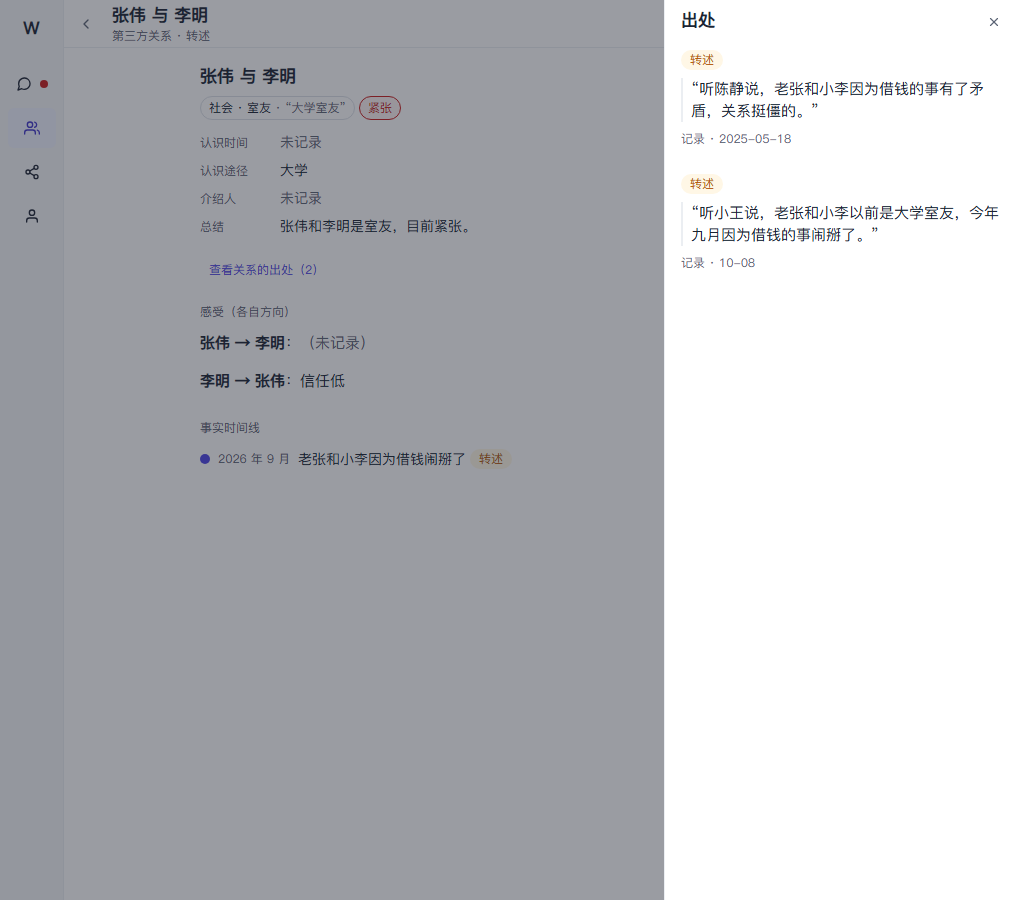 W
张伟 与 李明
第三方关系 · 转述
张伟 与 李明
社会 · 室友 · “大学室友”
紧张
认识时间 未记录
认识途径 大学
介绍人 未记录
总结 张伟和李明是室友，目前紧张。
查看关系的出处（2）
感受（各自方向）
张伟 → 李明： （未记录）
李明 → 张伟： 信任低
事实时间线
2026 年 9 月 老张和小李因为借钱闹掰了 转述
出处
转述
“听陈静说，老张和小李因为借钱的事有了矛
盾，关系挺僵的。”
记录 · 2025-05-18
转述
“听小王说，老张和小李以前是大学室友，今年
九月因为借钱的事闹掰了。”
记录 · 10-08